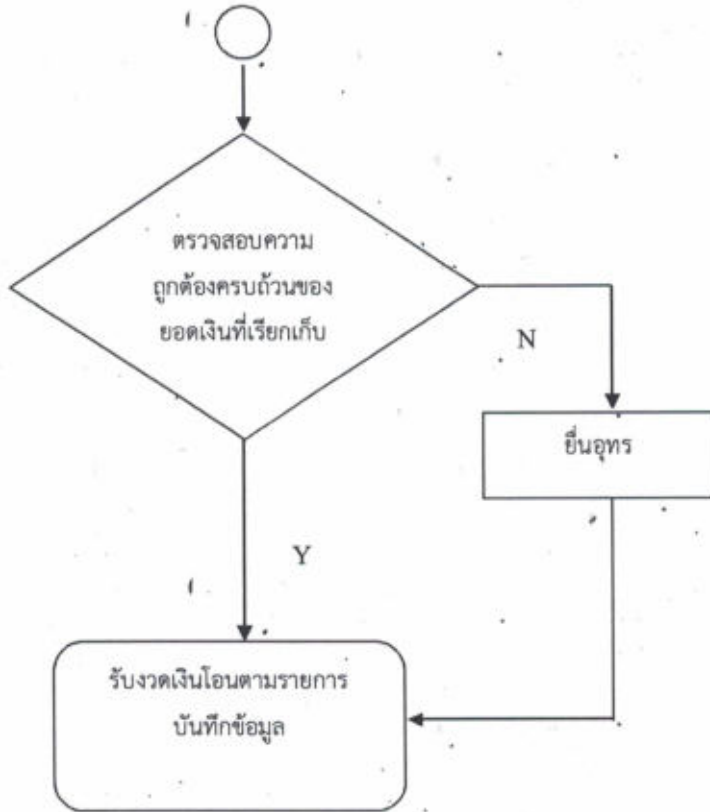 ตรวจสอบความ
ถูกต้องครบถ้วนของ
ยอดเงินที่เรียกเก็บ
N
ยื่นอุทร
Y
รับงวดเงินโอนตามรายการ
บันทึกข้อมูล